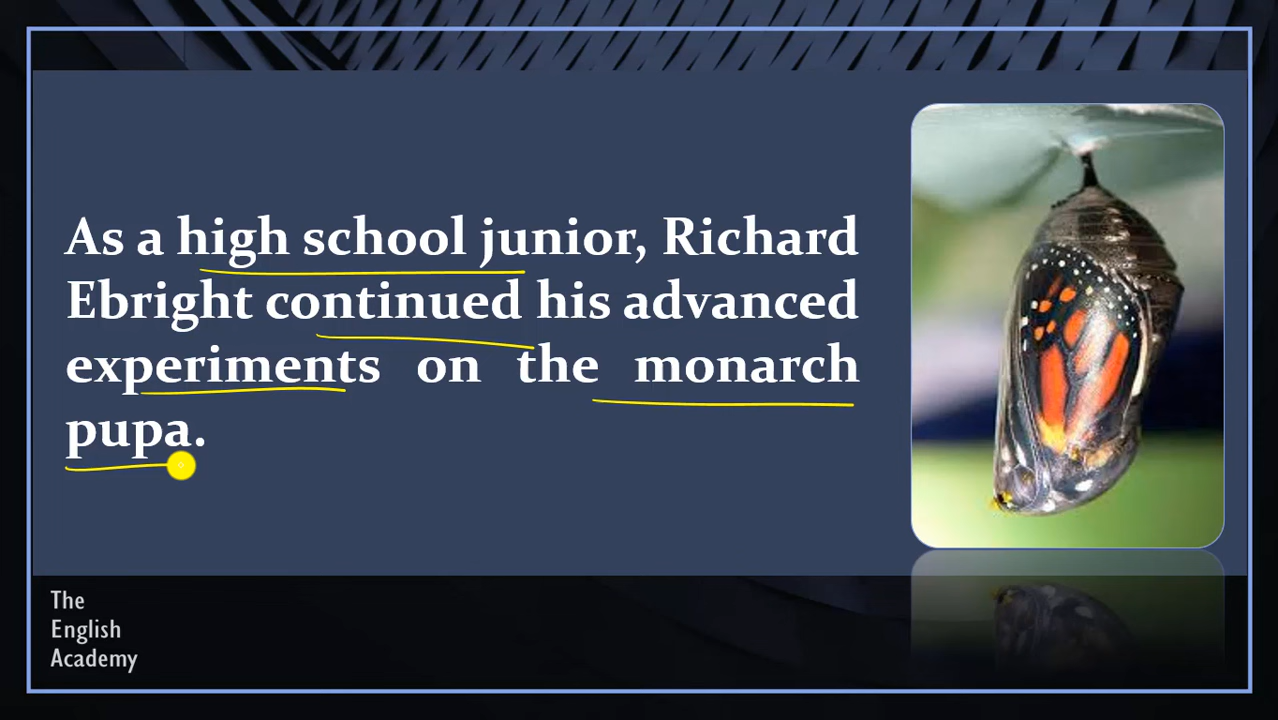 As a high school junior, Richard
Ebright continued his advanced
experiments on the monarch
pupa.
The
English
Academy